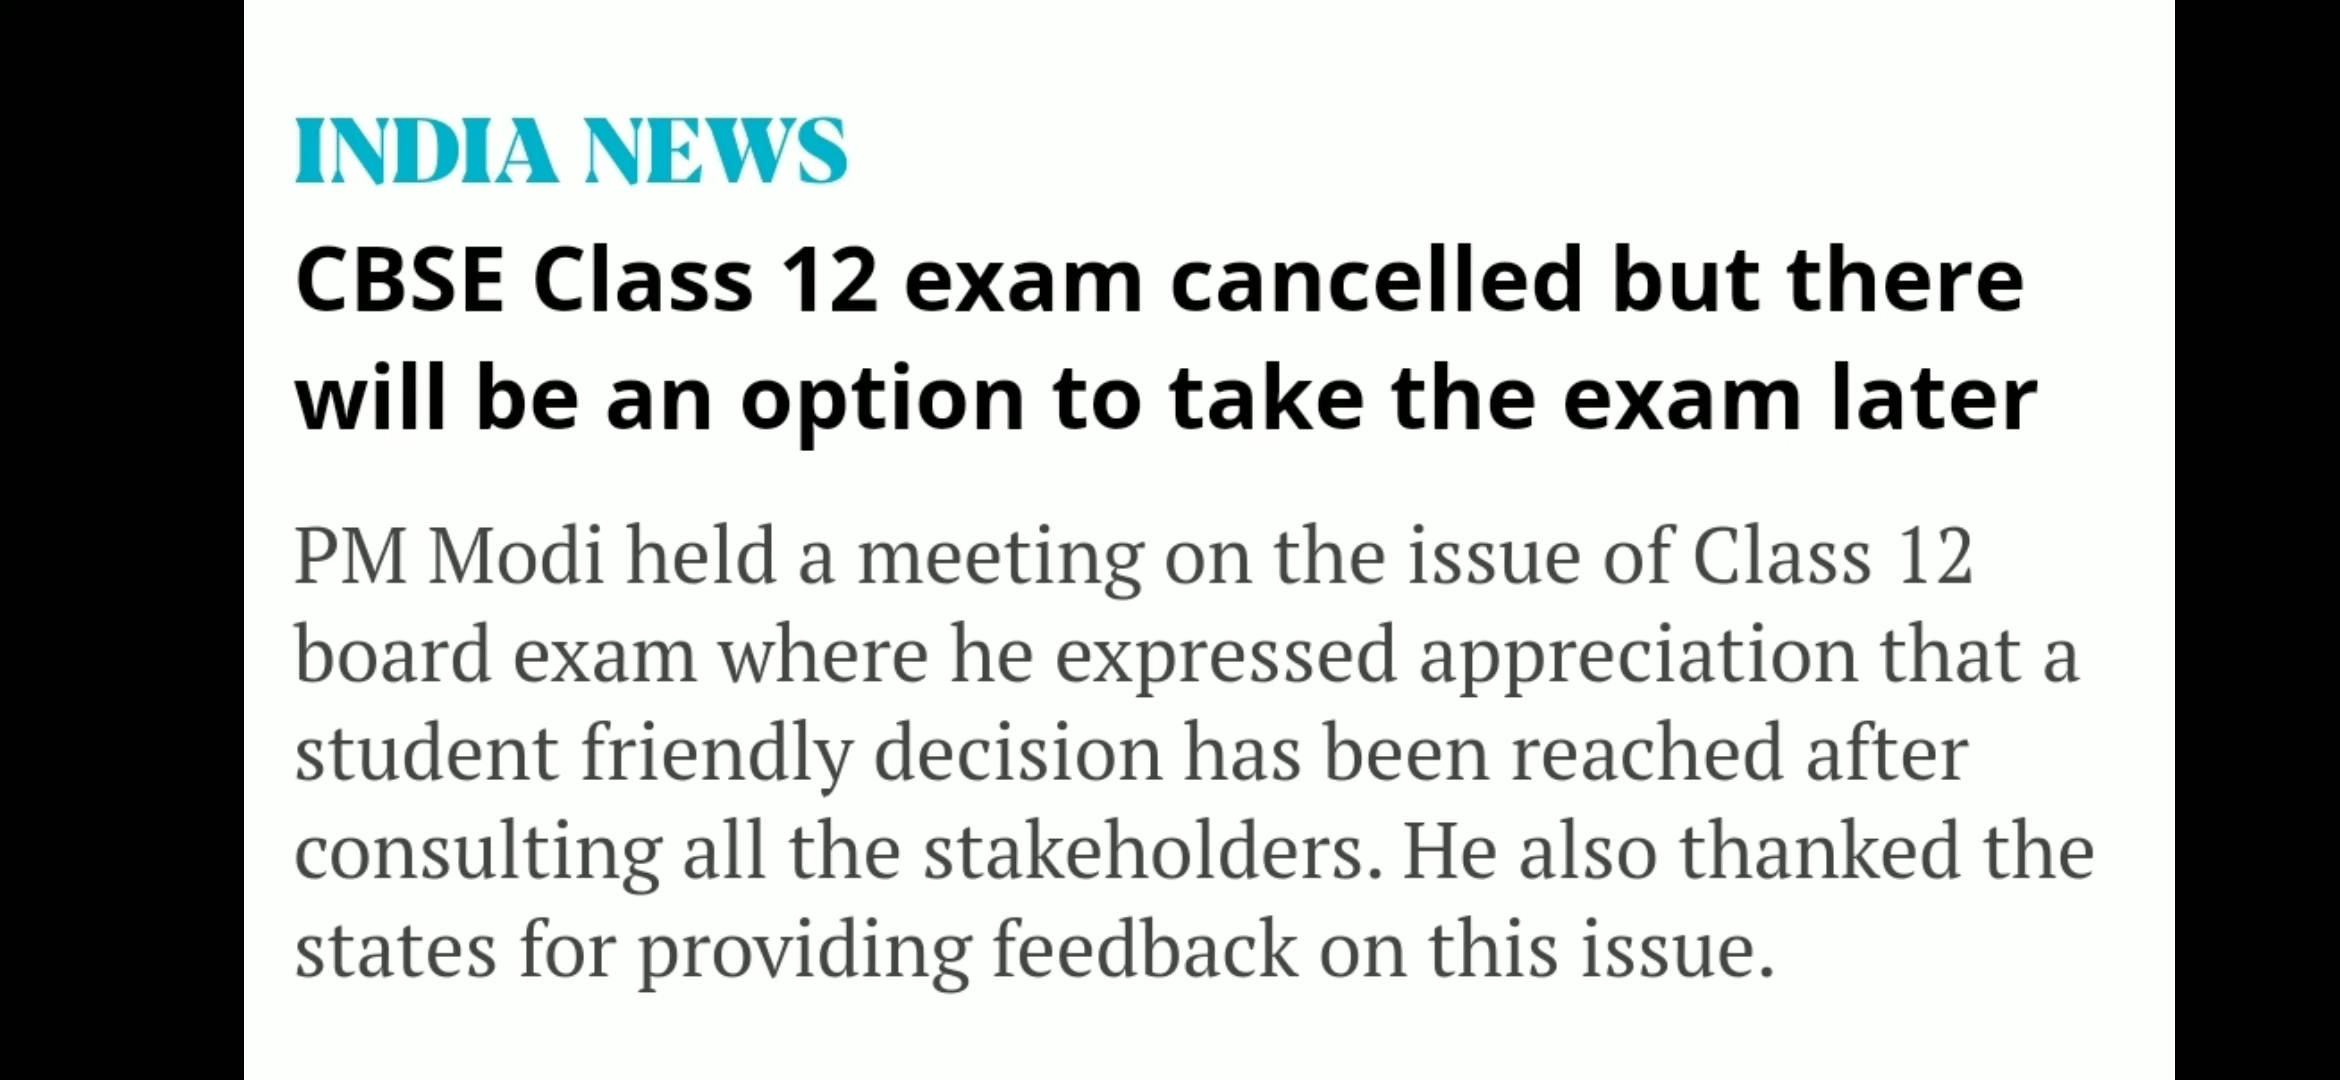 INDIA NEWS
CBSE Class 12 exam cancelled but there
will be an option to take the exam later
PM Modi held a meeting on the issue of Class 12
board exam where he expressed appreciation that a
student friendly decision has been reached after
consulting all the stakeholders. He also thanked the
states for providing feedback on this issue.